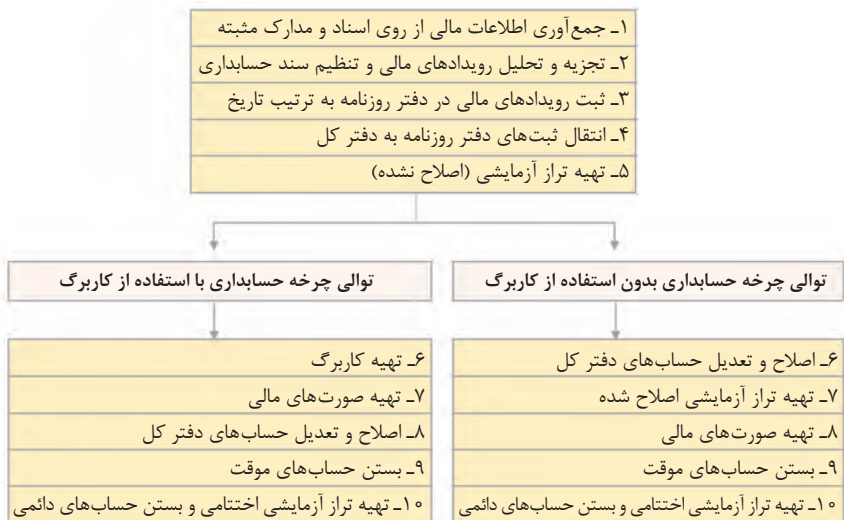 ۱ـ جمع‌آوری اطلاعات مالی از روی اسناد و مدارک مثبته
۲ـ تجزیه و تحلیل رویدادهای مالی و تنظیم سند حسابداری
۳ـ ثبت رویدادهای مالی در دفتر روزنامه به ترتیب تاریخ
۴ـ انتقال ثبت‌های دفتر روزنامه به دفتر کل
۵ـ تهیه تراز آزمایشی (اصلاح نشده)
توالی چرخه حسابداری بدون استفاده از کاربرگ
۶ـ اصلاح و تعدیل حساب‌های دفتر کل
۷ـ تهیه تراز آزمایشی اصلاح شده
۸ـ تهیه صورت‌های مالی
۹ـ بستن حساب‌های موقت
۱۰ـ تهیه تراز آزمایشی اختتامی و بستن حساب‌های دائمی
توالی چرخه حسابداری با استفاده از کاربرگ
۶ـ تهیه کاربرگ
۷ـ تهیه صورت‌های مالی
۸ـ اصلاح و تعدیل حساب‌های دفتر کل
۹ـ بستن حساب‌های موقت
۱۰ـ تهیه تراز آزمایشی اختتامی و بستن حساب‌های دائمی